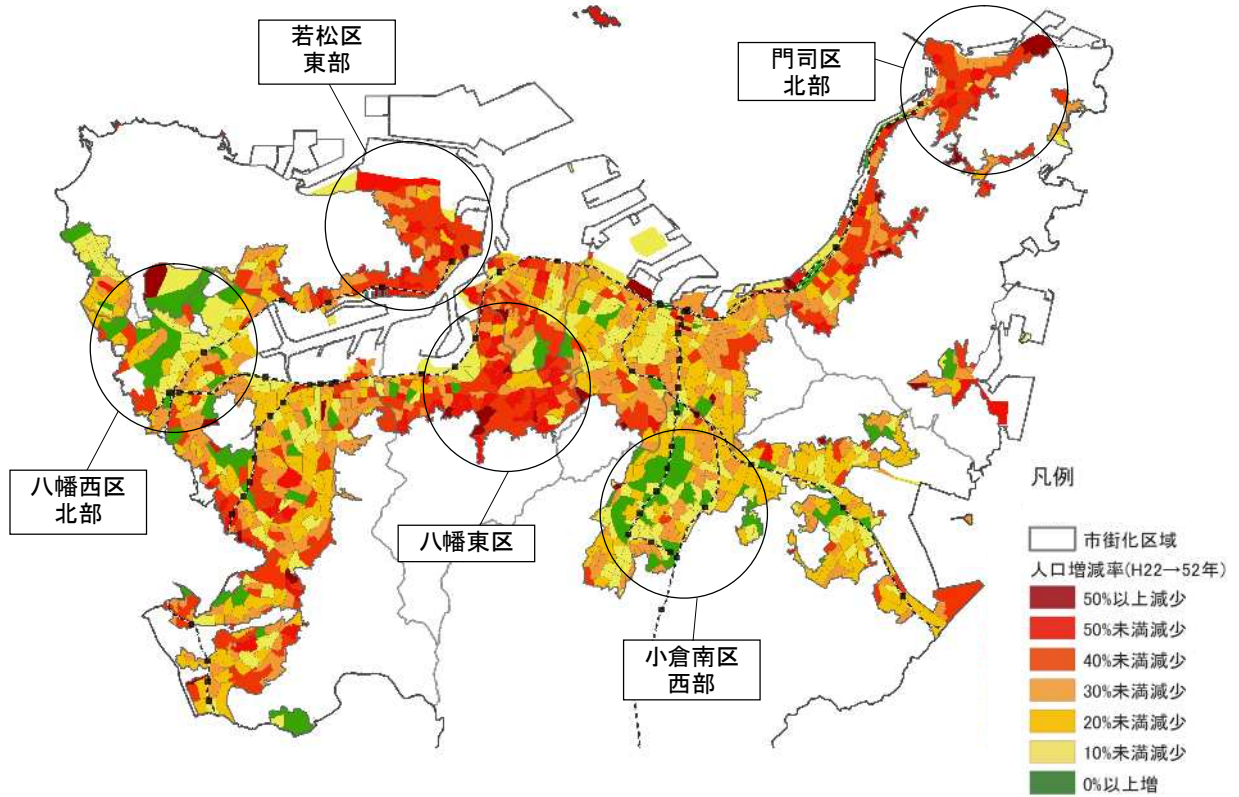 若松区
東部
門司区
北部
八幡西区
北部
八幡東区
小倉南区
西部
凡例
市街化区域
人口増減率(H22→52年)
50%以上減少
50%未満減少
40%未満減少
30%未満減少
20%未満減少
10%未満減少
0%以上増